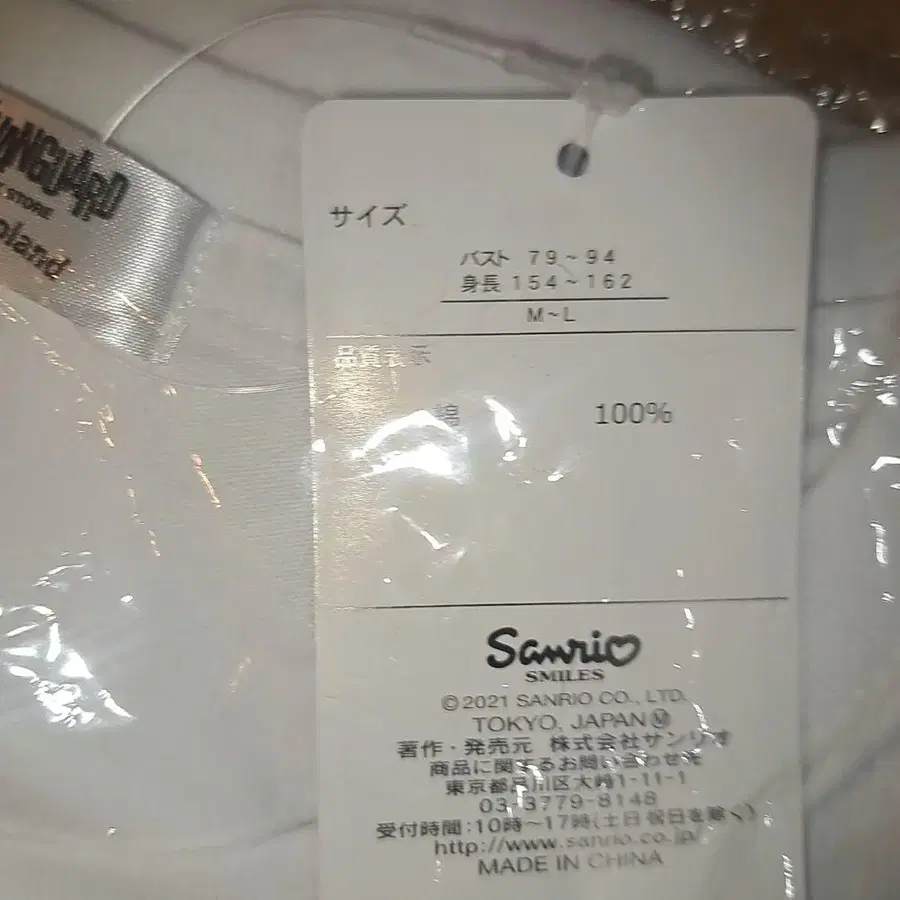 STORE
サイズ
バスト 79~94
身長 154~162
M~L
品質表示
綿 100%
Sanrio
SMILES
©2021 SANRIO CO., LTD.
TOKYO, JAPAN Ⓜ
著作・発売元 株式会社サンリオ
商品に関するお問い合わせ先
東京都品川区大崎1-11-1
03-3779-8148
受付時間:10時~17時(土日祝日を除く)
http://www.sanrio.co.jp/
MADE IN CHINA